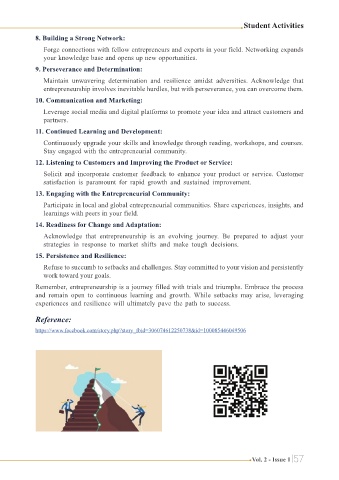 Student Activities
8. Building a Strong Network:
Forge connections with fellow entrepreneurs and experts in your field. Networking expands
your knowledge base and opens up new opportunities.
9. Perseverance and Determination:
Maintain unwavering determination and resilience amidst adversities. Acknowledge that
entrepreneurship involves inevitable hurdles, but with perseverance, you can overcome them.
10. Communication and Marketing:
Leverage social media and digital platforms to promote your idea and attract customers and
partners.
11. Continued Learning and Development:
Continuously upgrade your skills and knowledge through reading, workshops, and courses.
Stay engaged with the entrepreneurial community.
12. Listening to Customers and Improving the Product or Service:
Solicit and incorporate customer feedback to enhance your product or service. Customer
satisfaction is paramount for rapid growth and sustained improvement.
13. Engaging with the Entrepreneurial Community:
Participate in local and global entrepreneurial communities. Share experiences, insights, and
learnings with peers in your field.
14. Readiness for Change and Adaptation:
Acknowledge that entrepreneurship is an evolving journey. Be prepared to adjust your
strategies in response to market shifts and make tough decisions.
15. Persistence and Resilience:
Refuse to succumb to setbacks and challenges. Stay committed to your vision and persistently
work toward your goals.
Remember, entrepreneurship is a journey filled with trials and triumphs. Embrace the process
and remain open to continuous learning and growth. While setbacks may arise, leveraging
experiences and resilience will ultimately pave the path to success.
Reference:
Vol. 2 - Issue 1 57